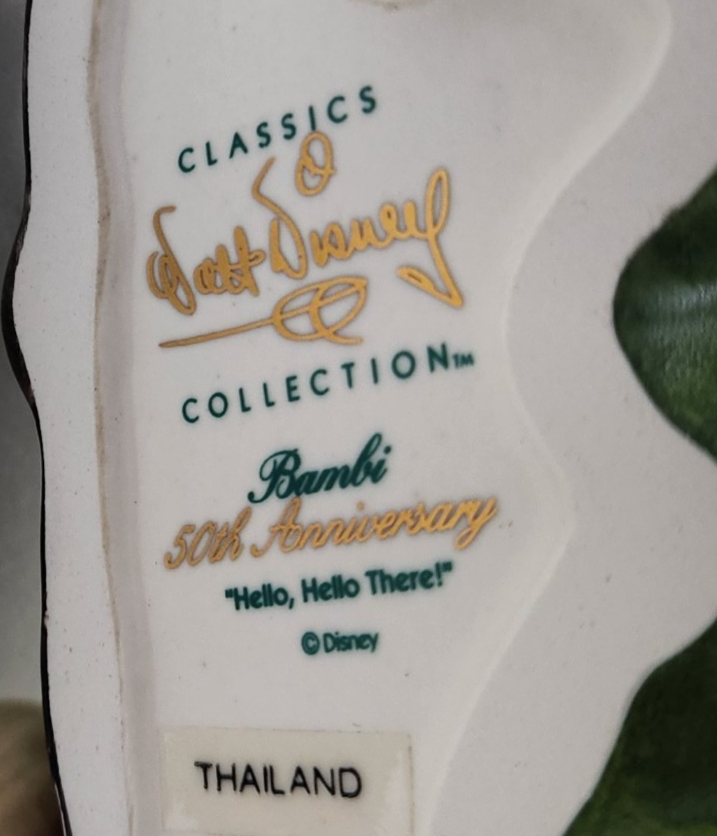 CLASSICS
Walt Disney
COLLECTION™
Bambi
50th Anniversary
"Hello, Hello There!"
© Disney
THAILAND